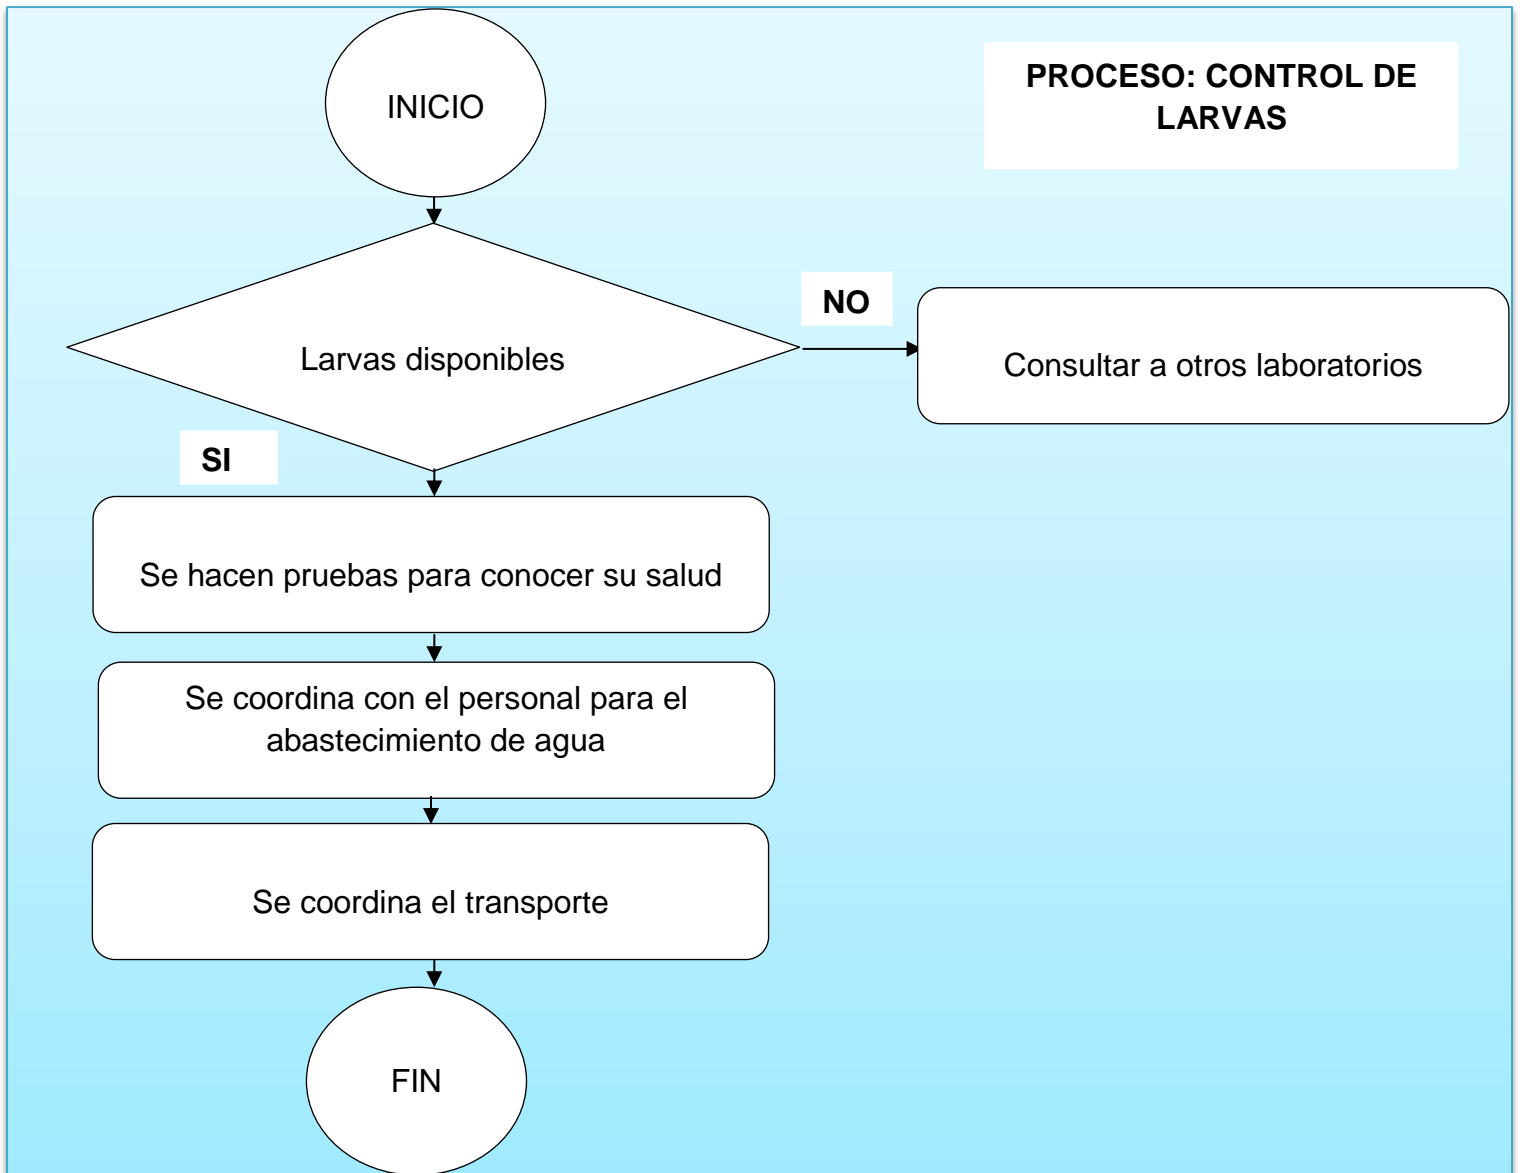 INICIO
PROCESO: CONTROL DE
LARVAS
Larvas disponibles
NO
Consultar a otros laboratorios
SI
Se hacen pruebas para conocer su salud
Se coordina con el personal para el
abastecimiento de agua
Se coordina el transporte
FIN